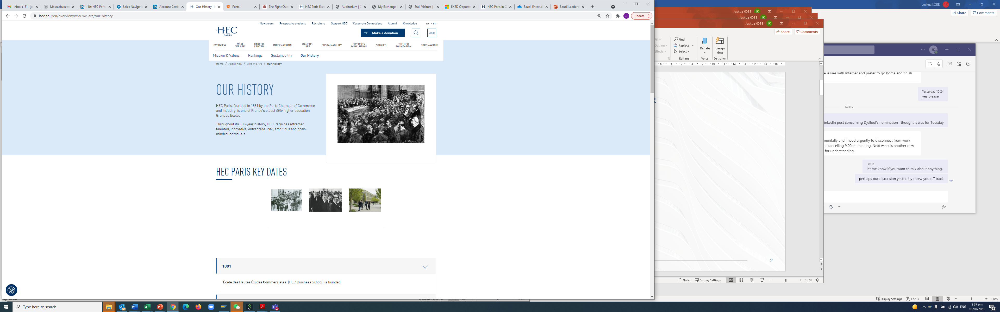 Inbox (18) - jo
Massachusett
(10) HEC Paris
Sales Navigat
Account Cent
Our History | H
Portal
The Fight Ove
HEC Paris Exec
Auditorium | C
My Exchange
Stall Visitors |
EXED Opportu
HEC Paris in Q
Saudi Enterta
Saudi Leaders
hec.edu/en/overview/who-we-are/our-history
J
Update
Newsroom
Prospective students
Recruiters
Support HEC
Corporate Connections
Alumni
Knowledge
EN • FR
HEC
PARIS
Make a donation
MENU
OVERVIEW
WHO
WE ARE
CAREER
CENTER
INTERNATIONAL
CAMPUS
LIFE
SUSTAINABILITY
DIVERSITY
& INCLUSION
STORIES
THE HEC
FOUNDATION
CORONAVIRUS
Mission & Values
Rankings
Sustainability
Our History
Home / About HEC / Who We Are / Our History
OUR HISTORY
HEC Paris, founded in 1881 by the Paris Chamber of Commerce
and Industry, is one of France's oldest élite higher education
Grandes Ecoles.
Throughout its 130-year history, HEC Paris has attracted
talented, innovative, entrepreneurial, ambitious and open-
minded individuals.
HEC PARIS KEY DATES
1881
'École des Hautes Études Commerciales' (HEC Business School) is founded
Joshua KOBB JK
Share
Comments
Joshua KOBB JK
Joshua KOBB JK
Joshua KOBB JK
Share
Comments
Fill
Outline
Effects
Find
Replace
Select
Editing
Dictate
Voice
Design
Ideas
Designer
5 6 7 8 9 10 11 12 13 14 15 16
2
Notes
Display Settings
107%
JK
issues with Internet and prefer to go home and finish
Yesterday 15:24
yes please
Today
LinkedIn post concerning Djelloul's nomination--thought it was for Tuesday
mentally and I need urgently to disconnect from work
or cancelling 9.00am meeting. Next week is another new
for understanding.
08:36
let me know if you want to talk about anything.
perhaps our discussion yesterday threw you off track
Display Settings
Focus
110%
Type here to search
ENG
2:37 pm
01/07/2021
22